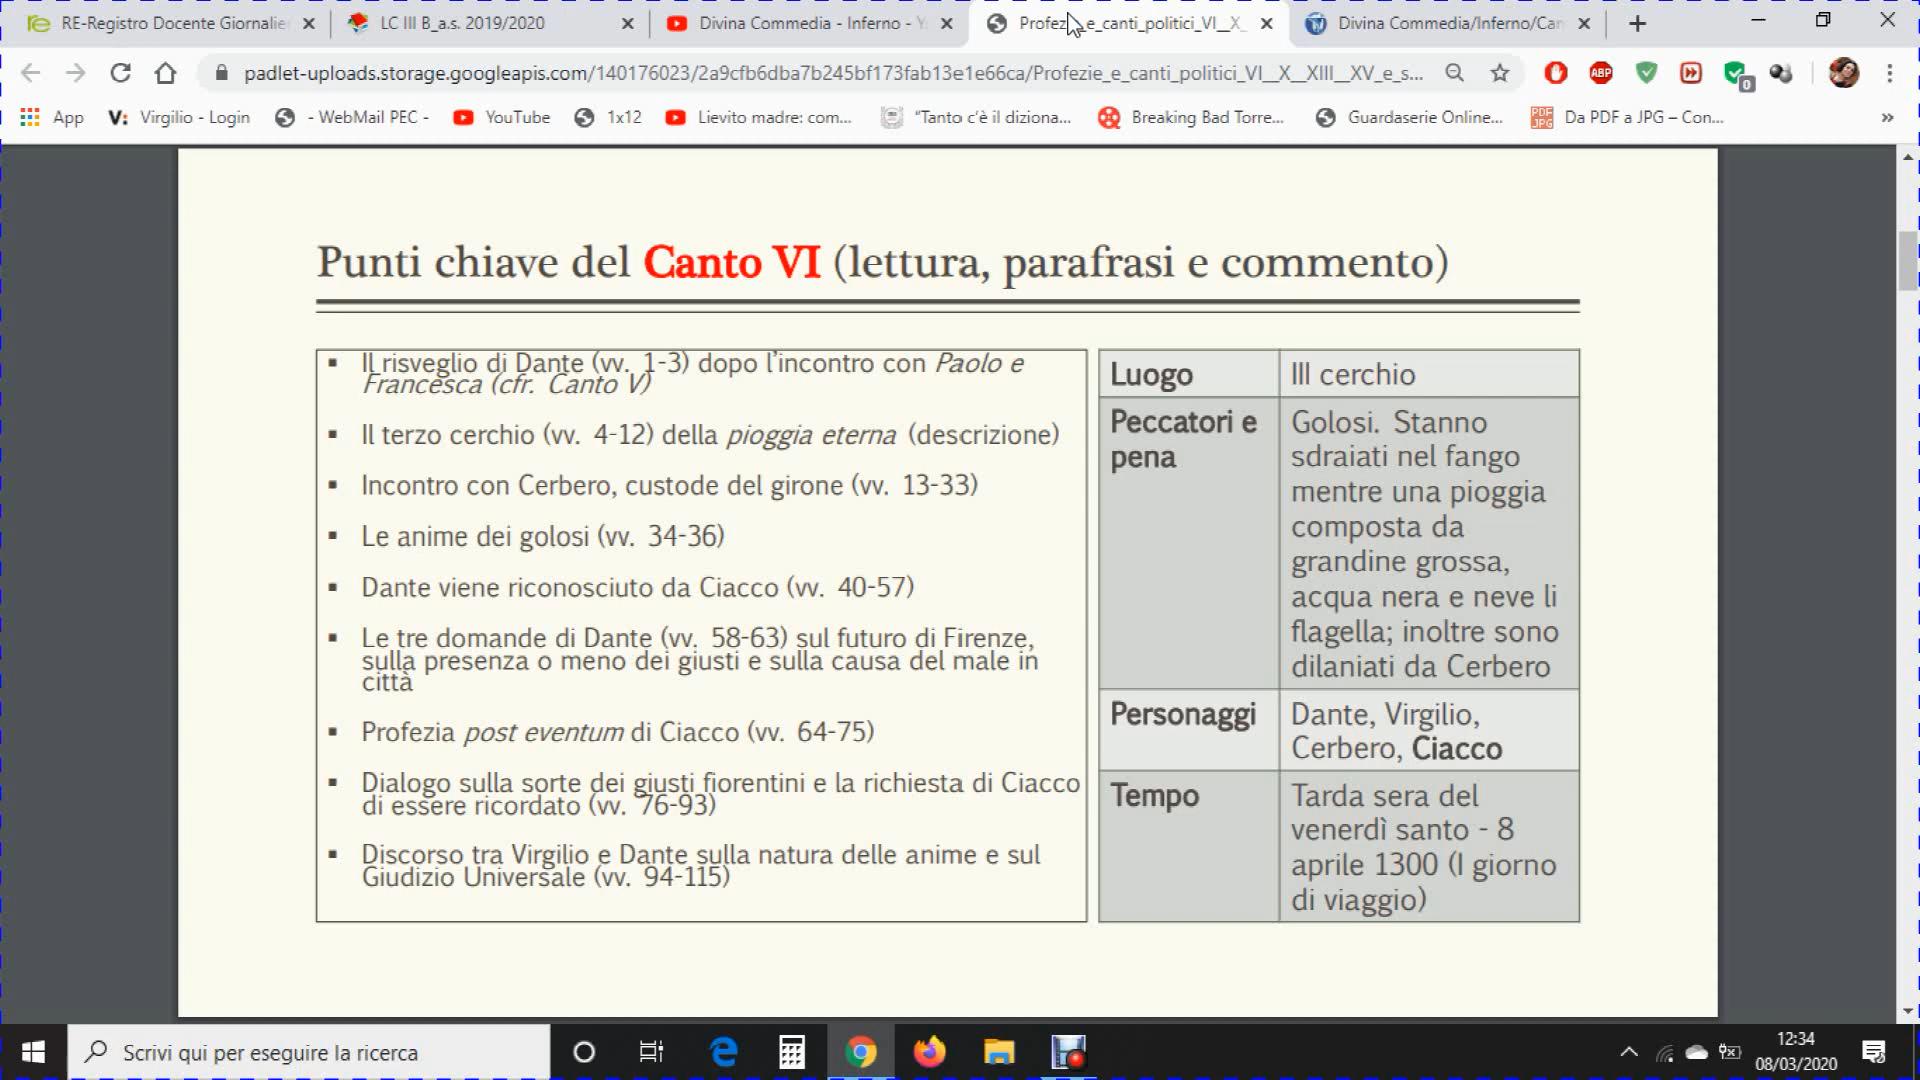 RE-Registro Docente Giornalie
LC III B_a.s. 2019/2020
Divina Commedia - Inferno - Y
Profezie_e_canti_politici_VI__X_
Divina Commedia/Inferno/Can
padlet-uploads.storage.googleapis.com/140176023/2a9cfb6dba7b245bf173fab13e1e66ca/Profezie_e_canti_politici_VI__X__XIII__XV_e_s...
ABP
0
App
V: Virgilio - Login
- WebMail PEC -
YouTube
1x12
Lievito madre: com...
"Tanto c'è il diziona...
Breaking Bad Torre...
Guardaserie Online...
PDF JPG Da PDF a JPG – Con...
»
Punti chiave del Canto VI (lettura, parafrasi e commento)
▪ Il risveglio di Dante (vv. 1-3) dopo l'incontro con Paolo e
Francesca (cfr. Canto V)
▪ Il terzo cerchio (vv. 4-12) della pioggia eterna (descrizione)
▪ Incontro con Cerbero, custode del girone (vv. 13-33)
▪ Le anime dei golosi (vv. 34-36)
▪ Dante viene riconosciuto da Ciacco (vv. 40-57)
▪ Le tre domande di Dante (vv. 58-63) sul futuro di Firenze,
sulla presenza o meno dei giusti e sulla causa del male in
città
▪ Profezia post eventum di Ciacco (vv. 64-75)
▪ Dialogo sulla sorte dei giusti fiorentini e la richiesta di Ciacco
di essere ricordato (vv. 76-93)
▪ Discorso tra Virgilio e Dante sulla natura delle anime e sul
Giudizio Universale (vv. 94-115)
Luogo
III cerchio
Peccatori e
pena
Golosi. Stanno
sdraiati nel fango
mentre una pioggia
composta da
grandine grossa,
acqua nera e neve li
flagella; inoltre sono
dilaniati da Cerbero
Personaggi
Dante, Virgilio,
Cerbero, Ciacco
Tempo
Tarda sera del
venerdì santo - 8
aprile 1300 (I giorno
di viaggio)
Scrivi qui per eseguire la ricerca
12:34
08/03/2020